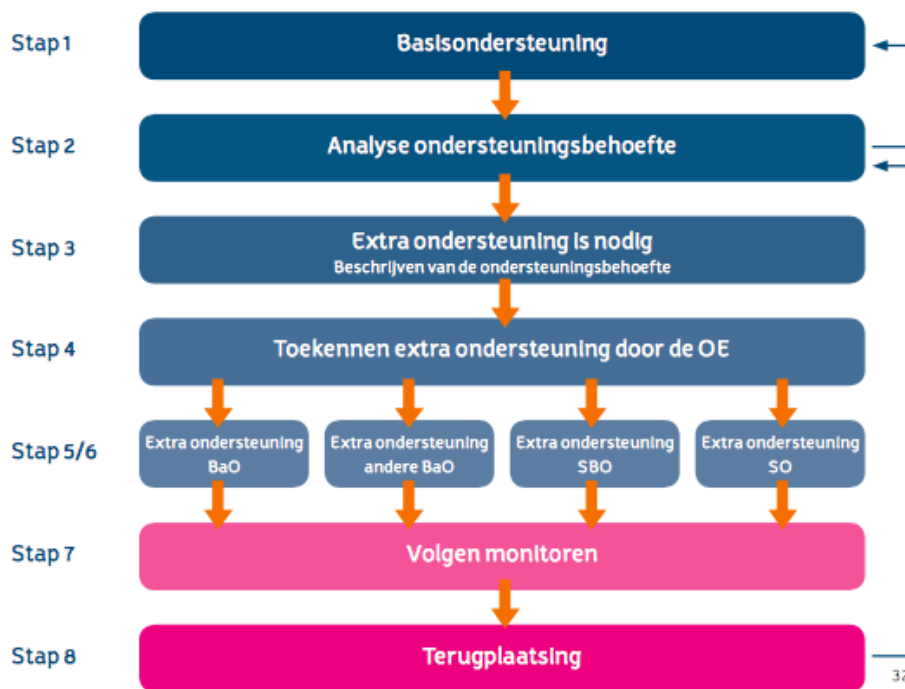 Stap 1
Basisondersteuning
Stap 2
Analyse ondersteuningsbehoefte
Stap 3
Extra ondersteuning is nodig
Beschrijven van de ondersteuningsbehoefte
Stap 4
Toekennen extra ondersteuning door de OE
Stap 5/6
Extra ondersteuning
BaO
Extra ondersteuning
andere BaO
Extra ondersteuning
SBO
Extra ondersteuning
SO
Stap 7
Volgen monitoren
Stap 8
Terugplaatsing
32